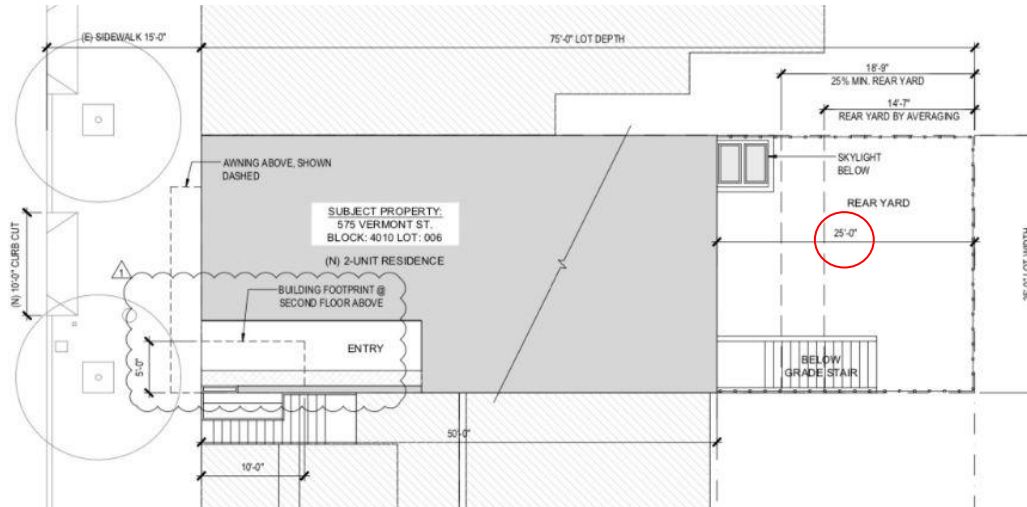 (E) SIDEWALK 15'-0"
75'-0" LOT DEPTH
18'-9"
25% MIN. REAR YARD
14'-7"
REAR YARD BY AVERAGING
AWNING ABOVE, SHOWN
DASHED
SKYLIGHT
BELOW
SUBJECT PROPERTY:
575 VERMONT ST.
BLOCK: 4010 LOT: 006
(N) 2-UNIT RESIDENCE
REAR YARD
25'-0"
(N) 10'-0" CURB CUT
1
BUILDING FOOTPRINT @
SECOND FLOOR ABOVE
ENTRY
5'-0"
BELOW
GRADE STAIR
50'-0"
10'-0"
LOT WIDTH